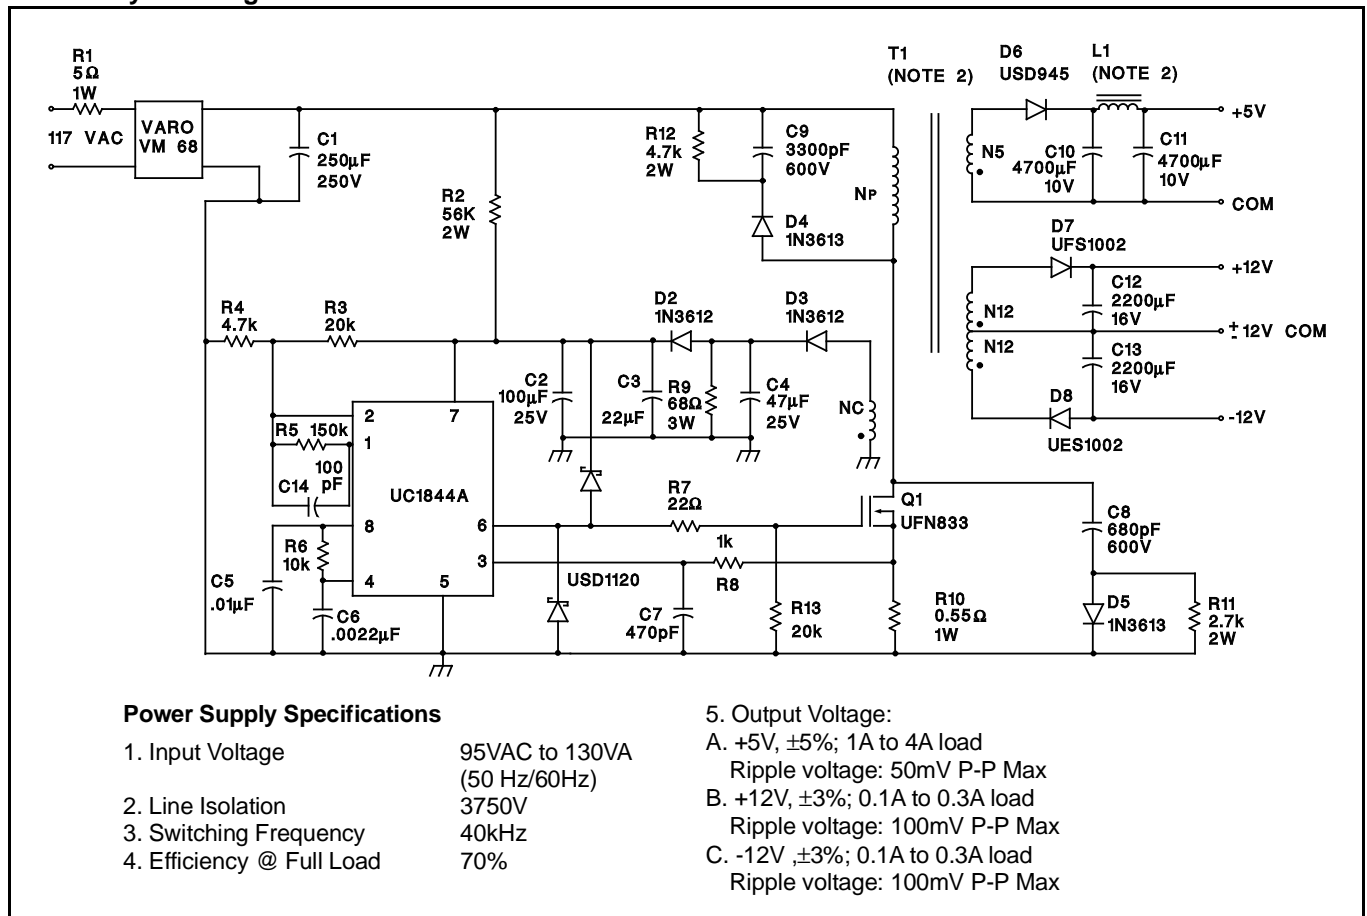 R1
5Ω
1W
117 VAC
VARO
VM 68
C1
250µF
250V
R2
56K
2W
R12
4.7k
2W
C9
3300pF
600V
D4
1N3613
T1
(NOTE 2)
NP
D6
USD945
L1
(NOTE 2)
+5V
N5
C10
4700µF
10V
C11
4700µF
10V
COM
D7
UFS1002
+12V
N12
C12
2200µF
16V
± 12V COM
N12
C13
2200µF
16V
D8
UES1002
-12V
R4
4.7k
R3
20k
D2
1N3612
D3
1N3612
C2
100µF
25V
C3
22µF
R9
68Ω
3W
C4
47µF
25V
NC
2
7
R5 150k
1
100
pF
C14
UC1844A
8
6
R6
10k
3
4
5
C5
.01µF
C6
.0022µF
USD1120
R7
22Ω
1k
R8
Q1
UFN833
C7
470pF
R13
20k
R10
0.55Ω
1W
C8
680pF
600V
D5
1N3613
R11
2.7k
2W
Power Supply Specifications
1. Input Voltage 95VAC to 130VA
(50 Hz/60Hz)
2. Line Isolation 3750V
3. Switching Frequency 40kHz
4. Efficiency @ Full Load 70%
5. Output Voltage:
A. +5V, ±5%; 1A to 4A load
Ripple voltage: 50mV P-P Max
B. +12V, ±3%; 0.1A to 0.3A load
Ripple voltage: 100mV P-P Max
C. -12V ,±3%; 0.1A to 0.3A load
Ripple voltage: 100mV P-P Max